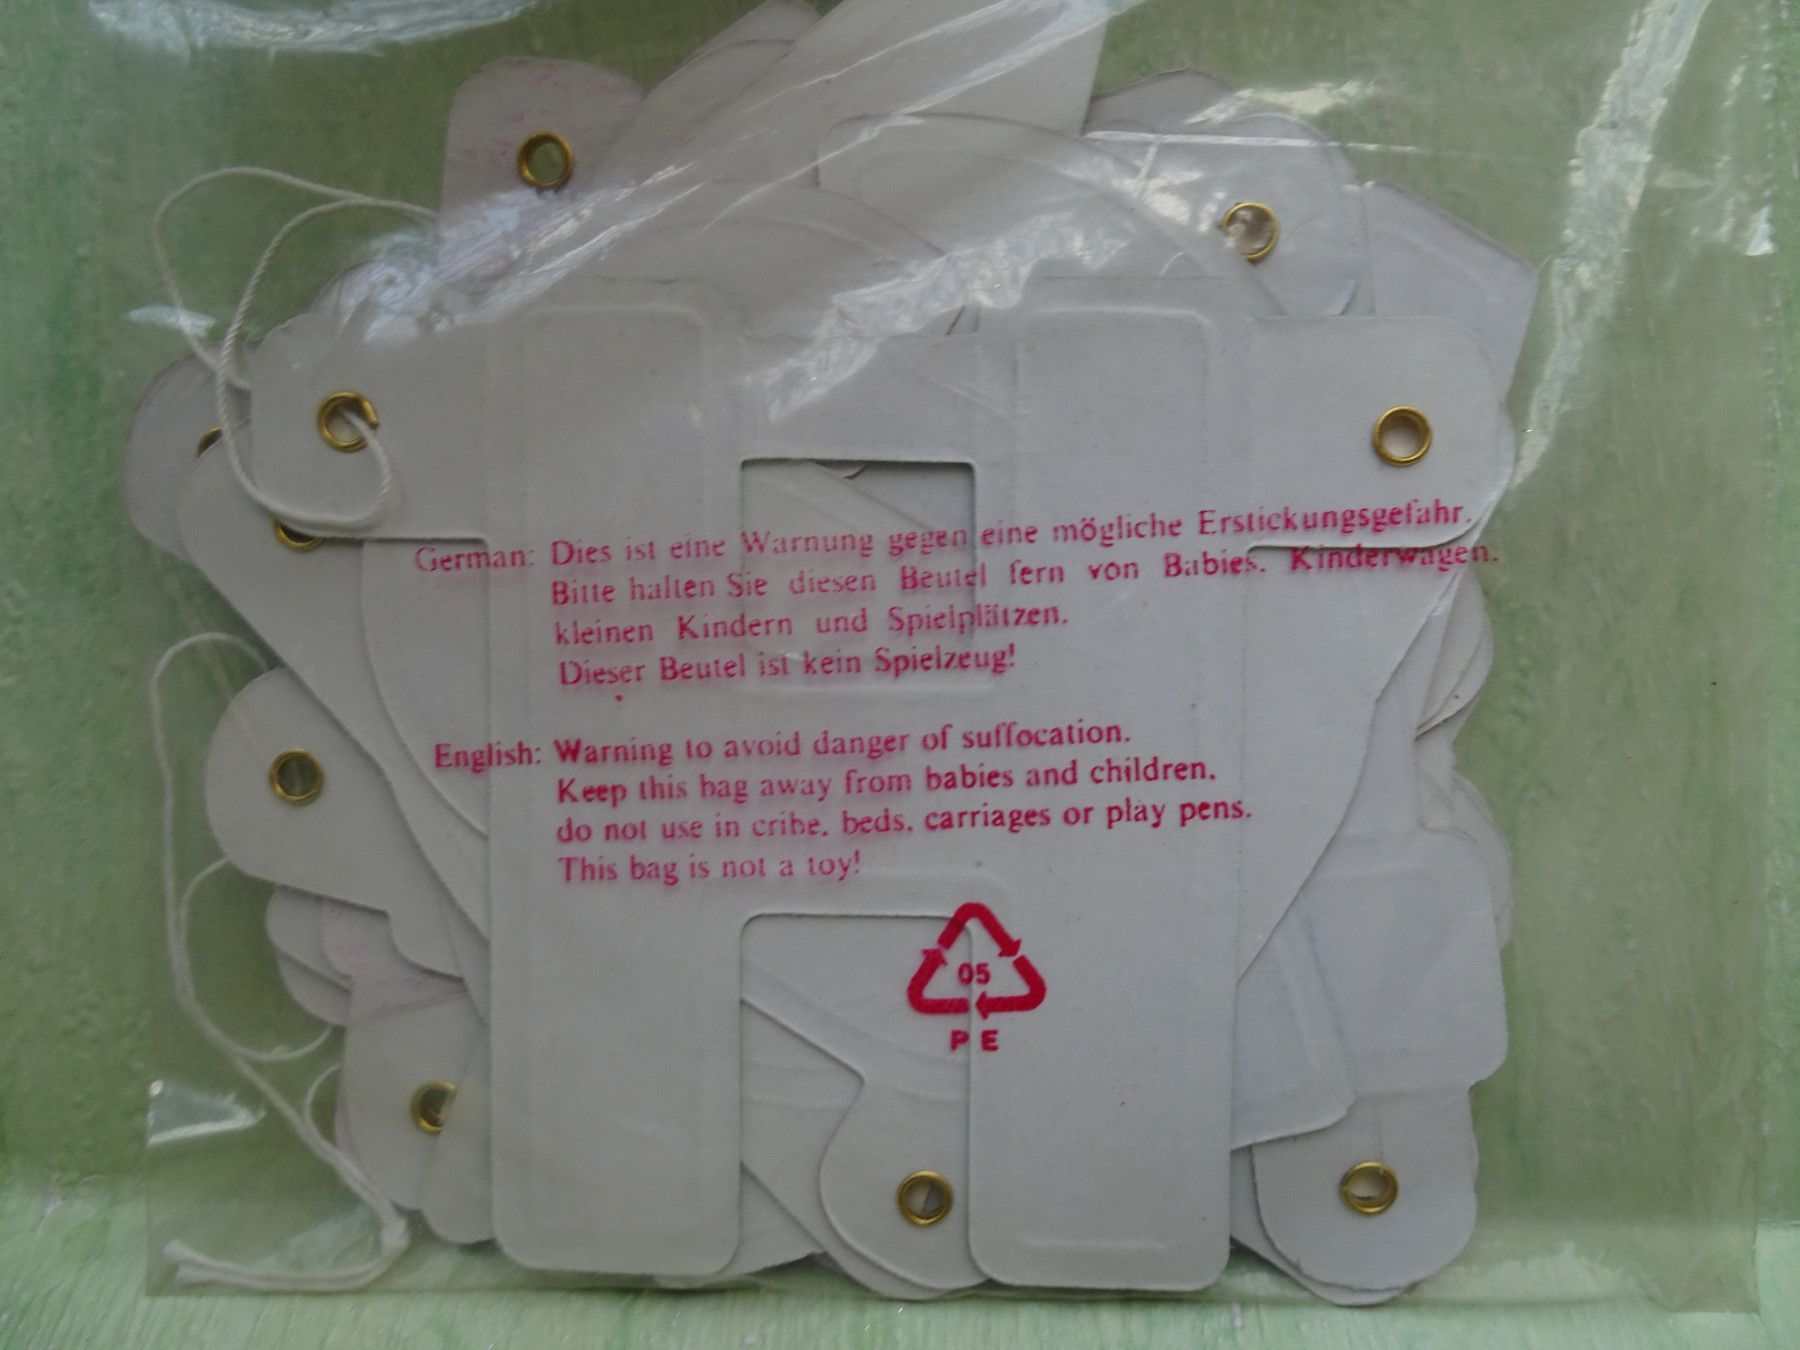 German: Dies ist eine Warnung gegen eine mögliche Erstickungsgefahr.
Bitte halten Sie diesen Beutel fern von Babies. Kinderwagen.
kleinen Kindern und Spielplätzen.
Dieser Beutel ist kein Spielzeug!
English: Warning to avoid danger of suffocation.
Keep this bag away from babies and children.
do not use in cribe. beds. carriages or play pens.
This bag is not a toy!
05
PE